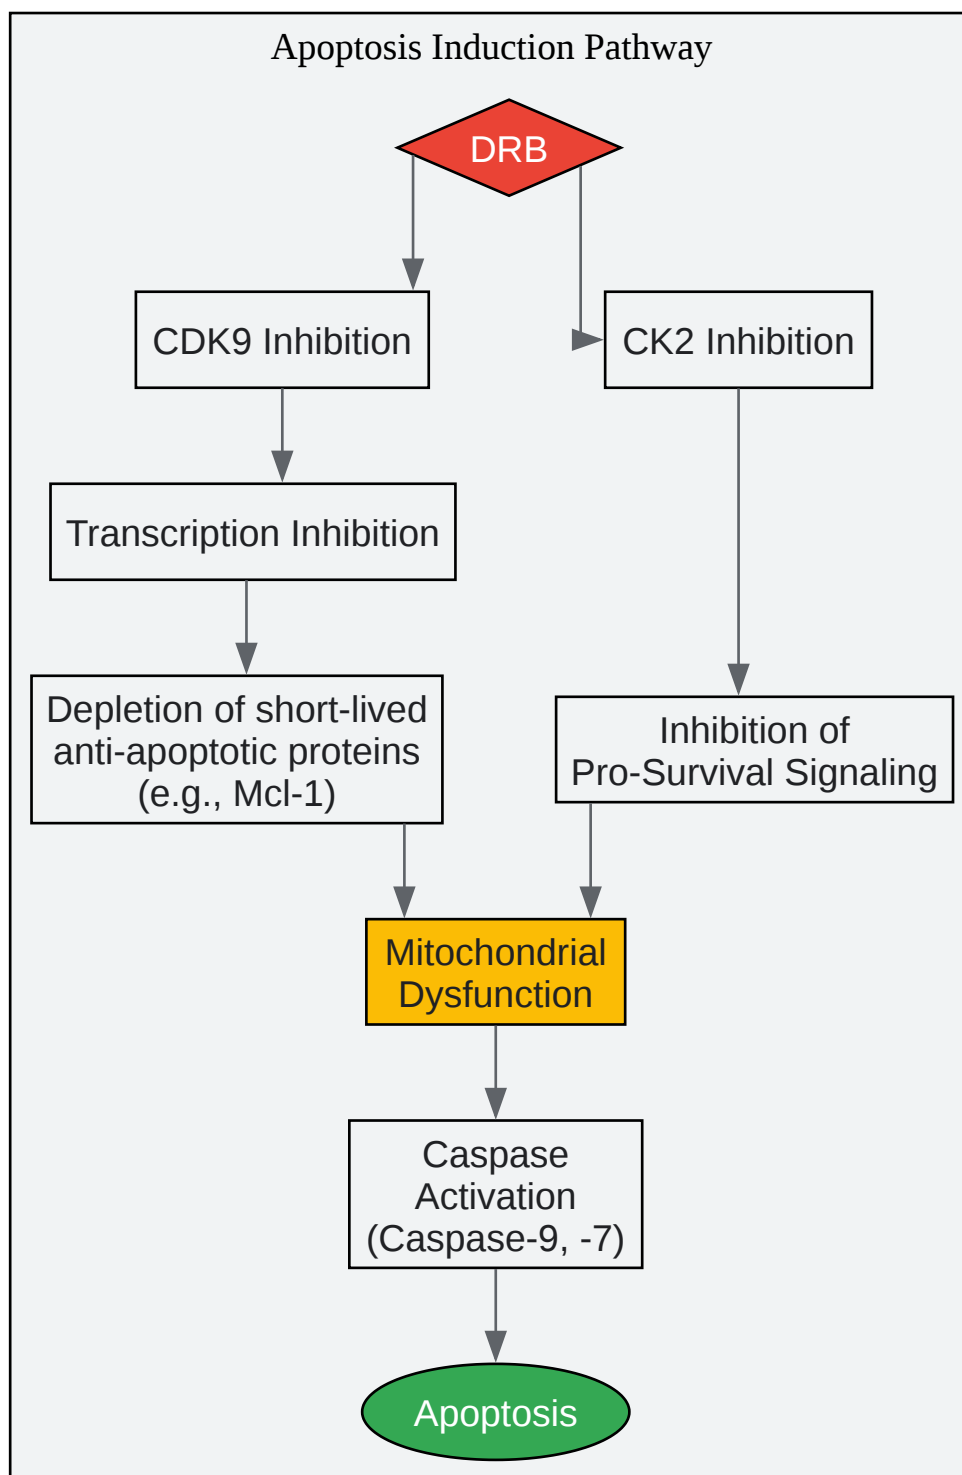 Apoptosis Induction Pathway
DRB
CDK9 Inhibition
CK2 Inhibition
Transcription Inhibition
Depletion of short-lived
anti-apoptotic proteins
(e.g., Mcl-1)
Inhibition of
Pro-Survival Signaling
Mitochondrial
Dysfunction
Caspase
Activation
(Caspase-9, -7)
Apoptosis